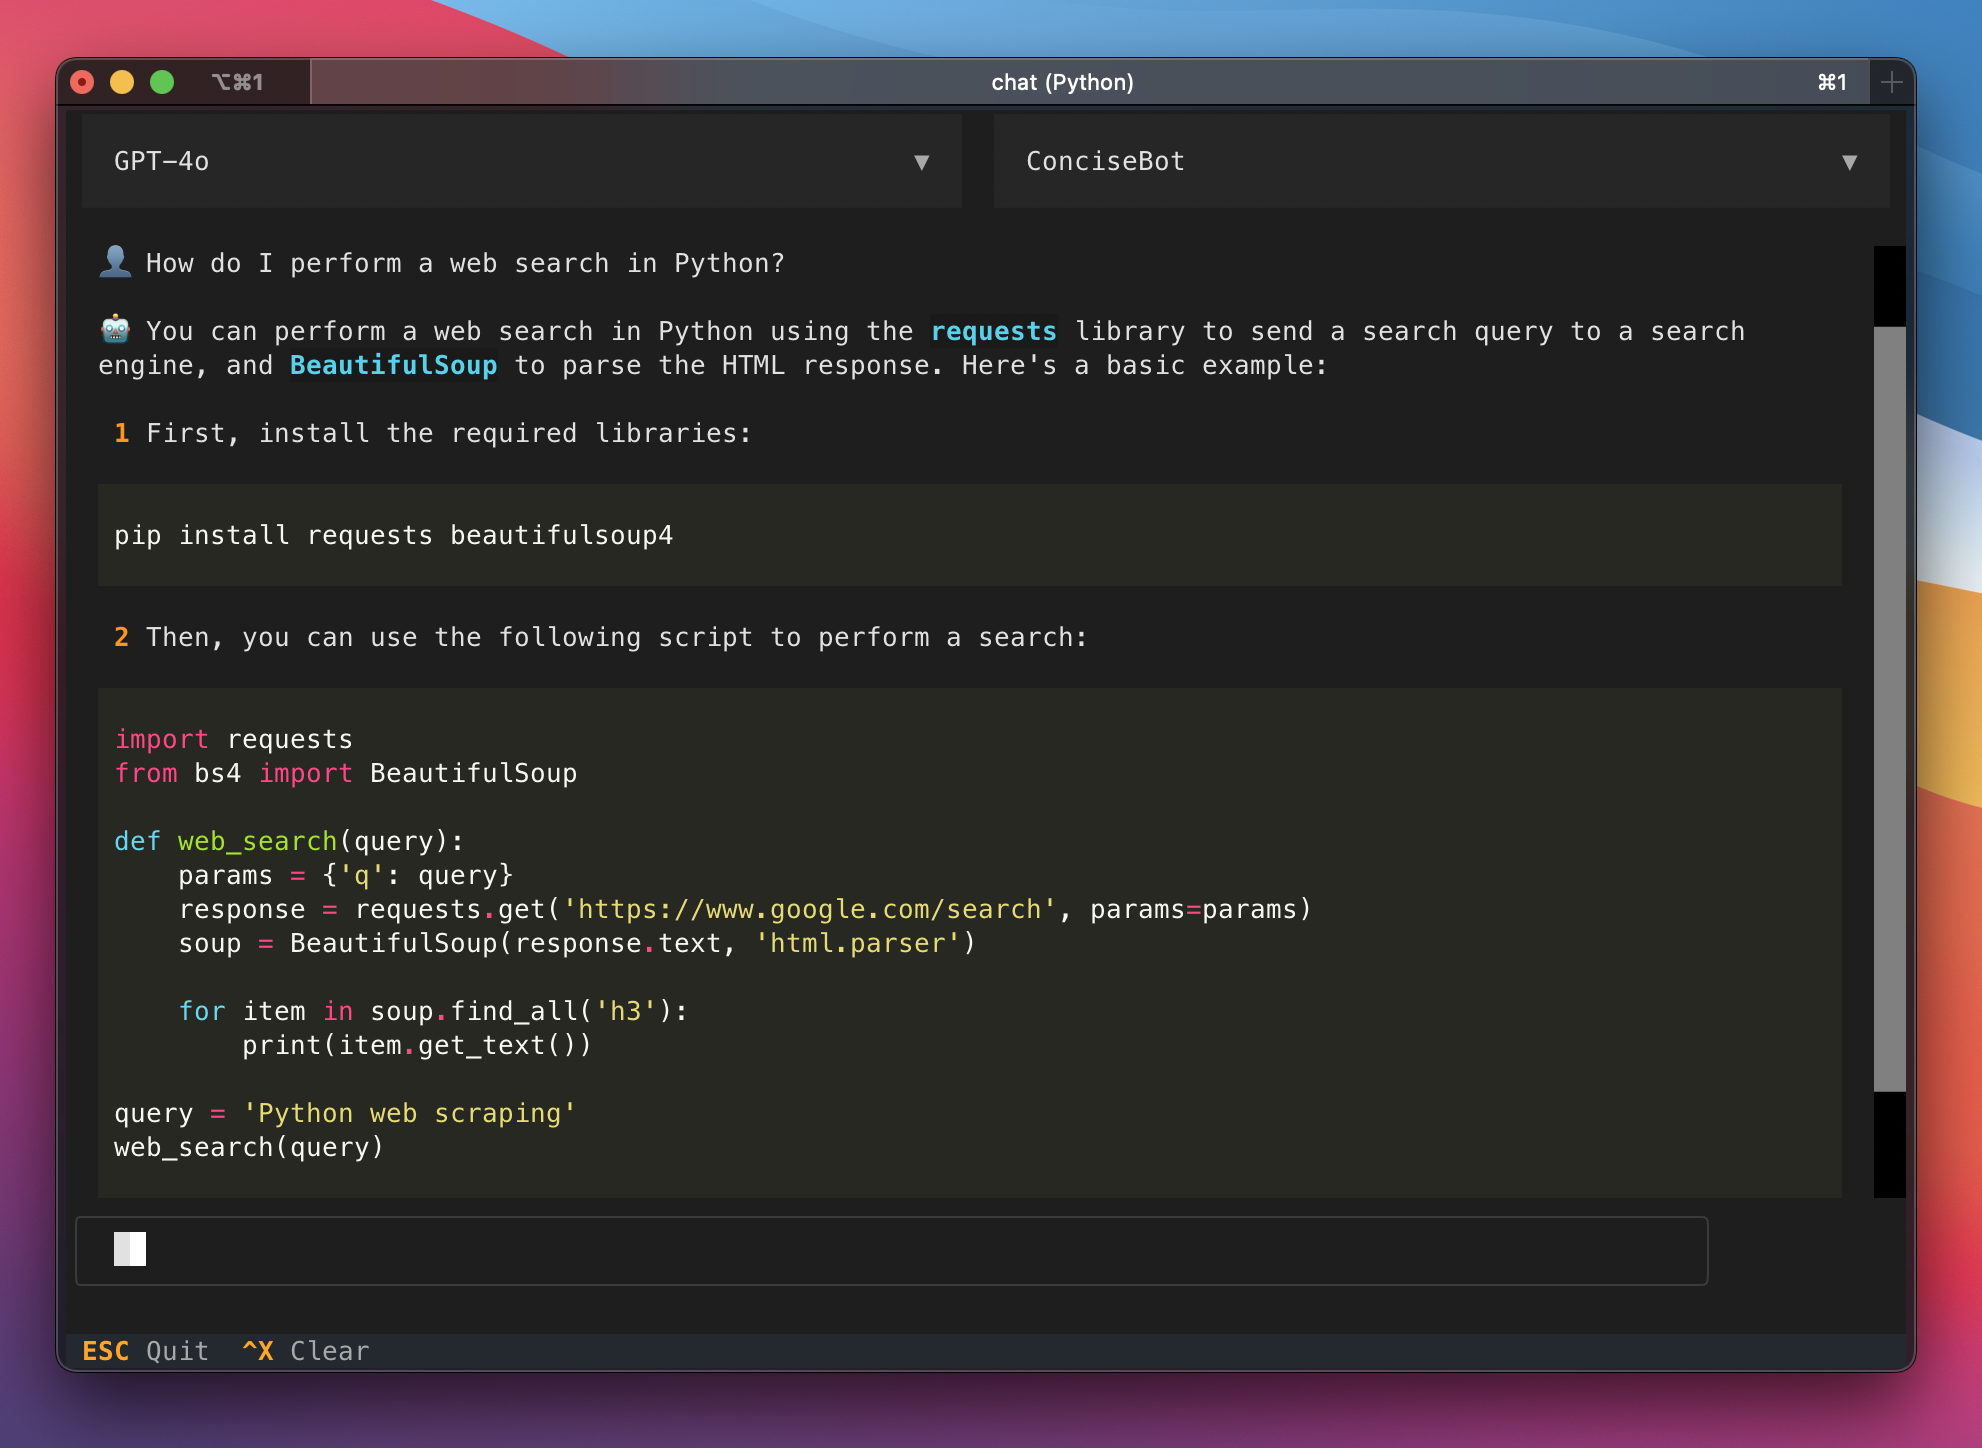 ⌥⌘1 chat (Python) ⌘1
GPT-4o ▼ ConciseBot ▼
How do I perform a web search in Python?
You can perform a web search in Python using the requests library to send a search query to a search
engine, and BeautifulSoup to parse the HTML response. Here's a basic example:
1 First, install the required libraries:
pip install requests beautifulsoup4
2 Then, you can use the following script to perform a search:
import requests
from bs4 import BeautifulSoup
def web_search(query):
    params = {'q': query}
    response = requests.get('https://www.google.com/search', params=params)
    soup = BeautifulSoup(response.text, 'html.parser')
    for item in soup.find_all('h3'):
        print(item.get_text())
query = 'Python web scraping'
web_search(query)
ESC Quit ^X Clear